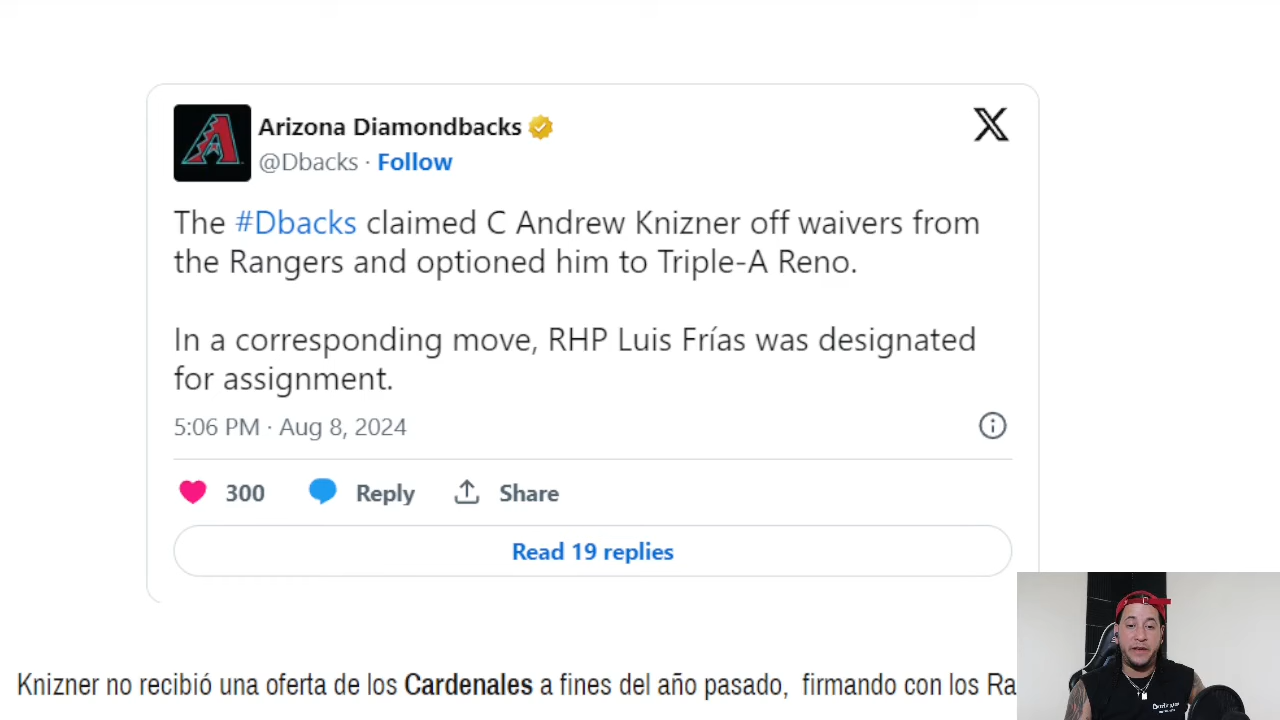 Arizona Diamondbacks
@Dbacks · Follow
The #Dbacks claimed C Andrew Knizner off waivers from
the Rangers and optioned him to Triple-A Reno.
In a corresponding move, RHP Luis Frías was designated
for assignment.
5:06 PM · Aug 8, 2024
300 Reply Share
Read 19 replies
Knizner no recibió una oferta de los Cardenales a fines del año pasado, firmando con los Ra